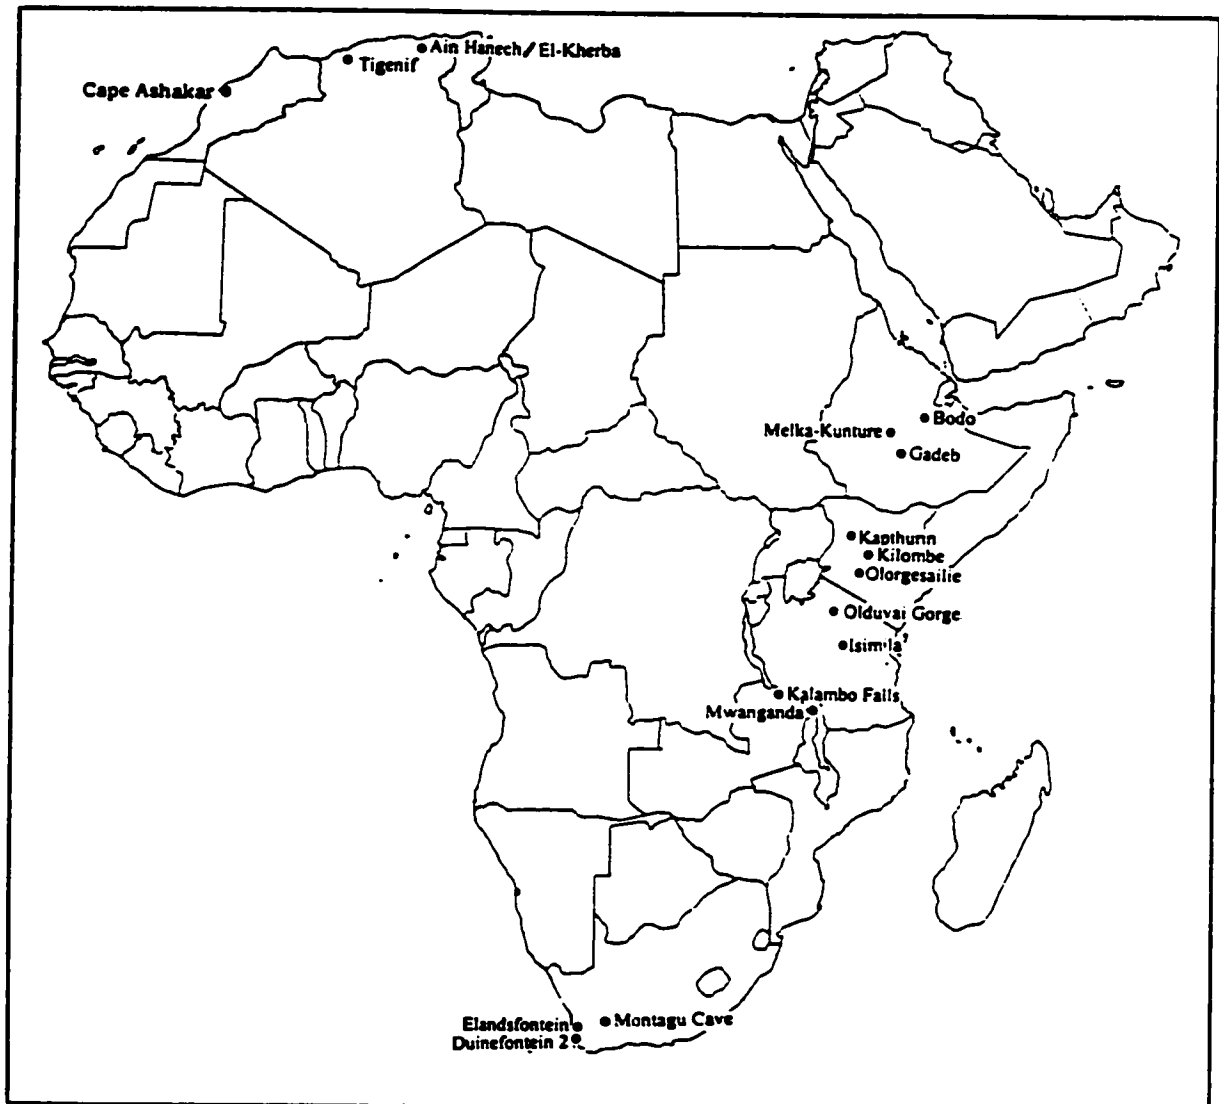 Ain Hanech/ El-Kherba
Tigenif
Cape Ashakar
Bodo
Melka-Kunture
Gadeb
Kapthurin
Kilombe
Olorgesailie
Olduvai Gorge
Isimila
Kalambo Falls
Mwanganda
Elandsfontein
Montagu Cave
Duinefontein 2